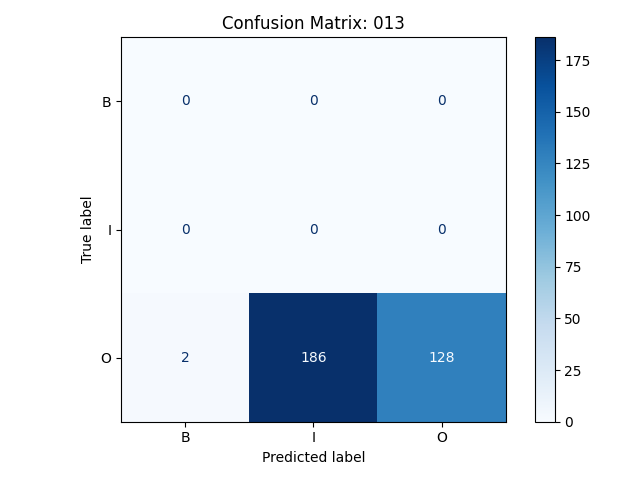 Confusion Matrix: 013
True label
B 0 0 0
I 0 0 0
O 2 186 128
B I O
Predicted label
175
150
125
100
75
50
25
0